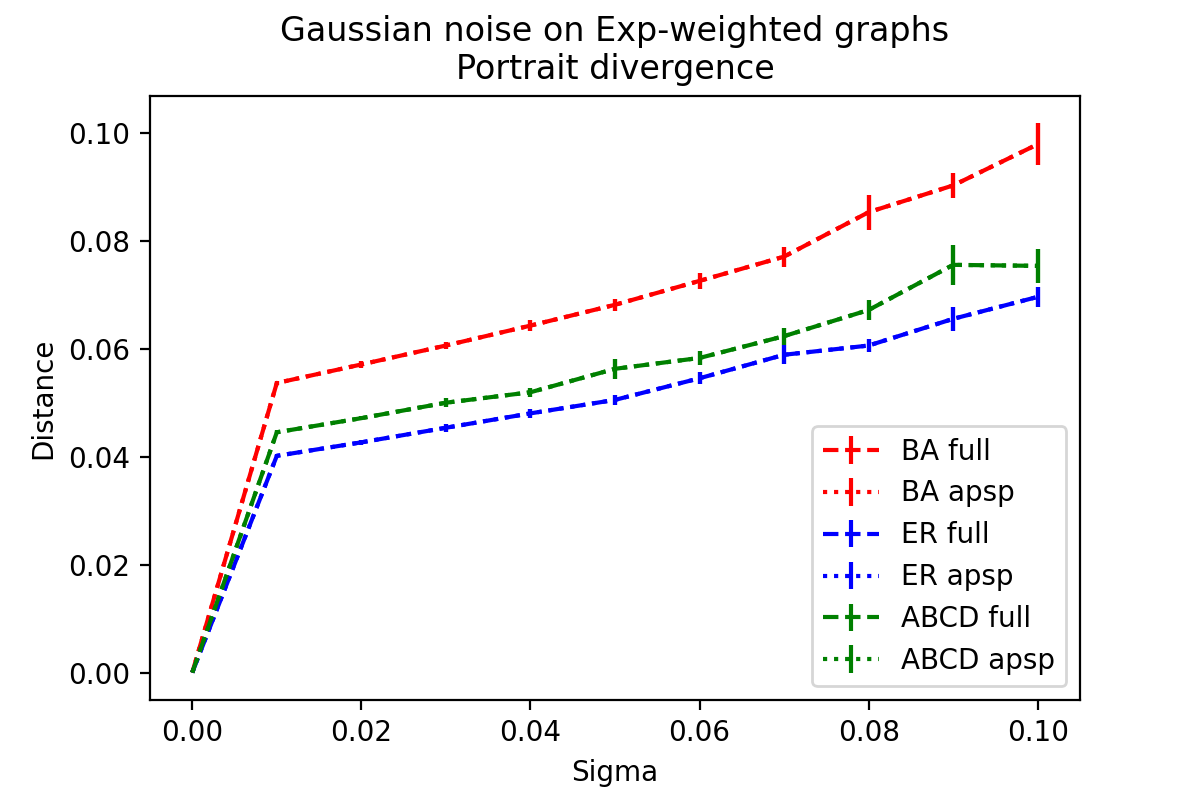 Gaussian noise on Exp-weighted graphs
Portrait divergence
0.10
0.08
0.06
0.04
0.02
0.00
Distance
BA full
BA apsp
ER full
ER apsp
ABCD full
ABCD apsp
0.00 0.02 0.04 0.06 0.08 0.10
Sigma